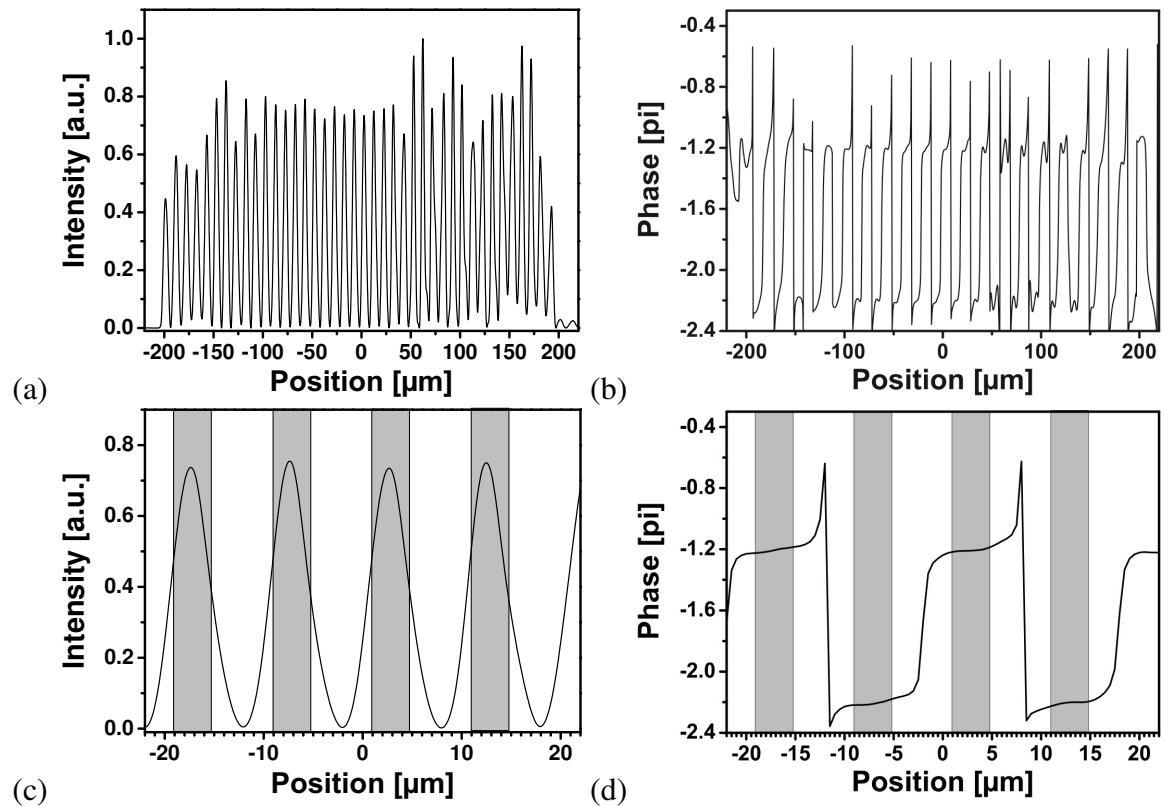 1.0
0.8
0.6
0.4
0.2
0.0
Intensity [a.u.]
-200 -150 -100 -50 0 50 100 150 200
Position [µm]
(a)
-0.4
-0.8
-1.2
-1.6
-2.0
-2.4
Phase [pi]
-200 -100 0 100 200
Position [µm]
(b)
0.8
0.6
0.4
0.2
0.0
Intensity [a.u.]
-20 -10 0 10 20
Position [µm]
(c)
-0.4
-0.8
-1.2
-1.6
-2.0
-2.4
Phase [pi]
-20 -15 -10 -5 0 5 10 15 20
Position [µm]
(d)